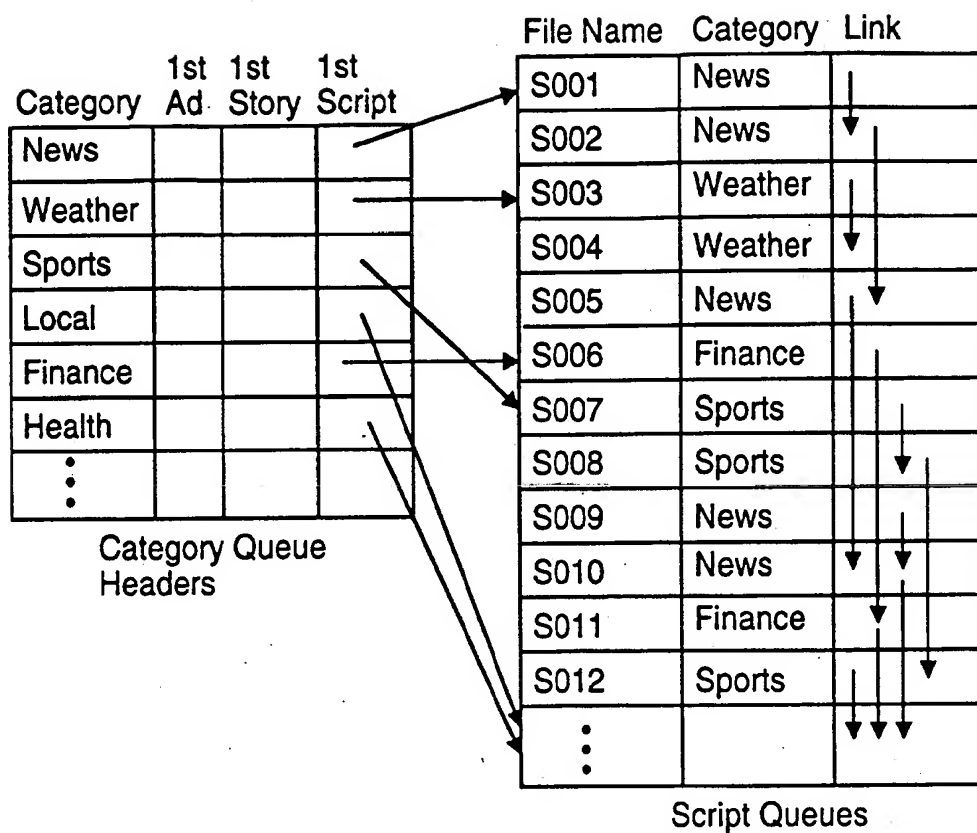 1st 1st 1st
Category Ad Story Script
News
Weather
Sports
Local
Finance
Health
Category Queue
Headers
File Name Category Link
S001 News
S002 News
S003 Weather
S004 Weather
S005 News
S006 Finance
S007 Sports
S008 Sports
S009 News
S010 News
S011 Finance
S012 Sports
Script Queues